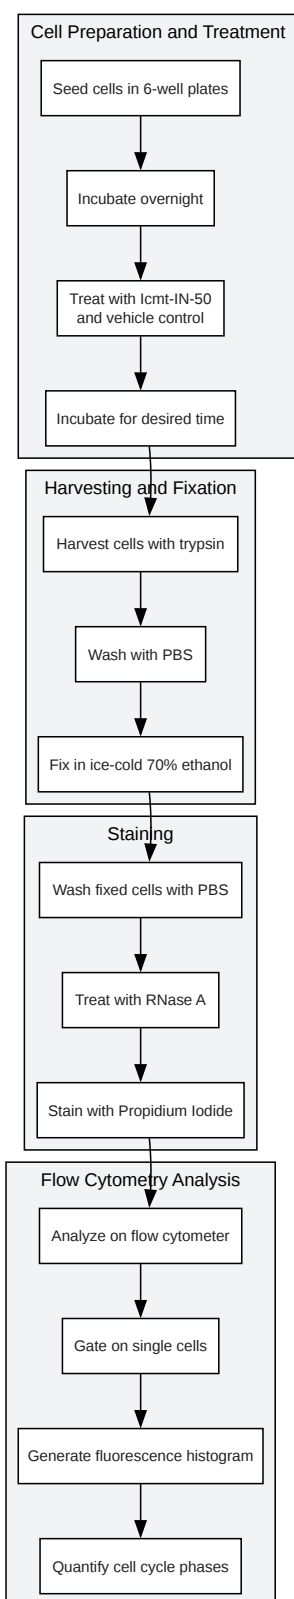 Cell Preparation and Treatment
Seed cells in 6-well plates
Incubate overnight
Treat with Icmt-IN-50
and vehicle control
Incubate for desired time
Harvesting and Fixation
Harvest cells with trypsin
Wash with PBS
Fix in ice-cold 70% ethanol
Staining
Wash fixed cells with PBS
Treat with RNase A
Stain with Propidium Iodide
Flow Cytometry Analysis
Analyze on flow cytometer
Gate on single cells
Generate fluorescence histogram
Quantify cell cycle phases